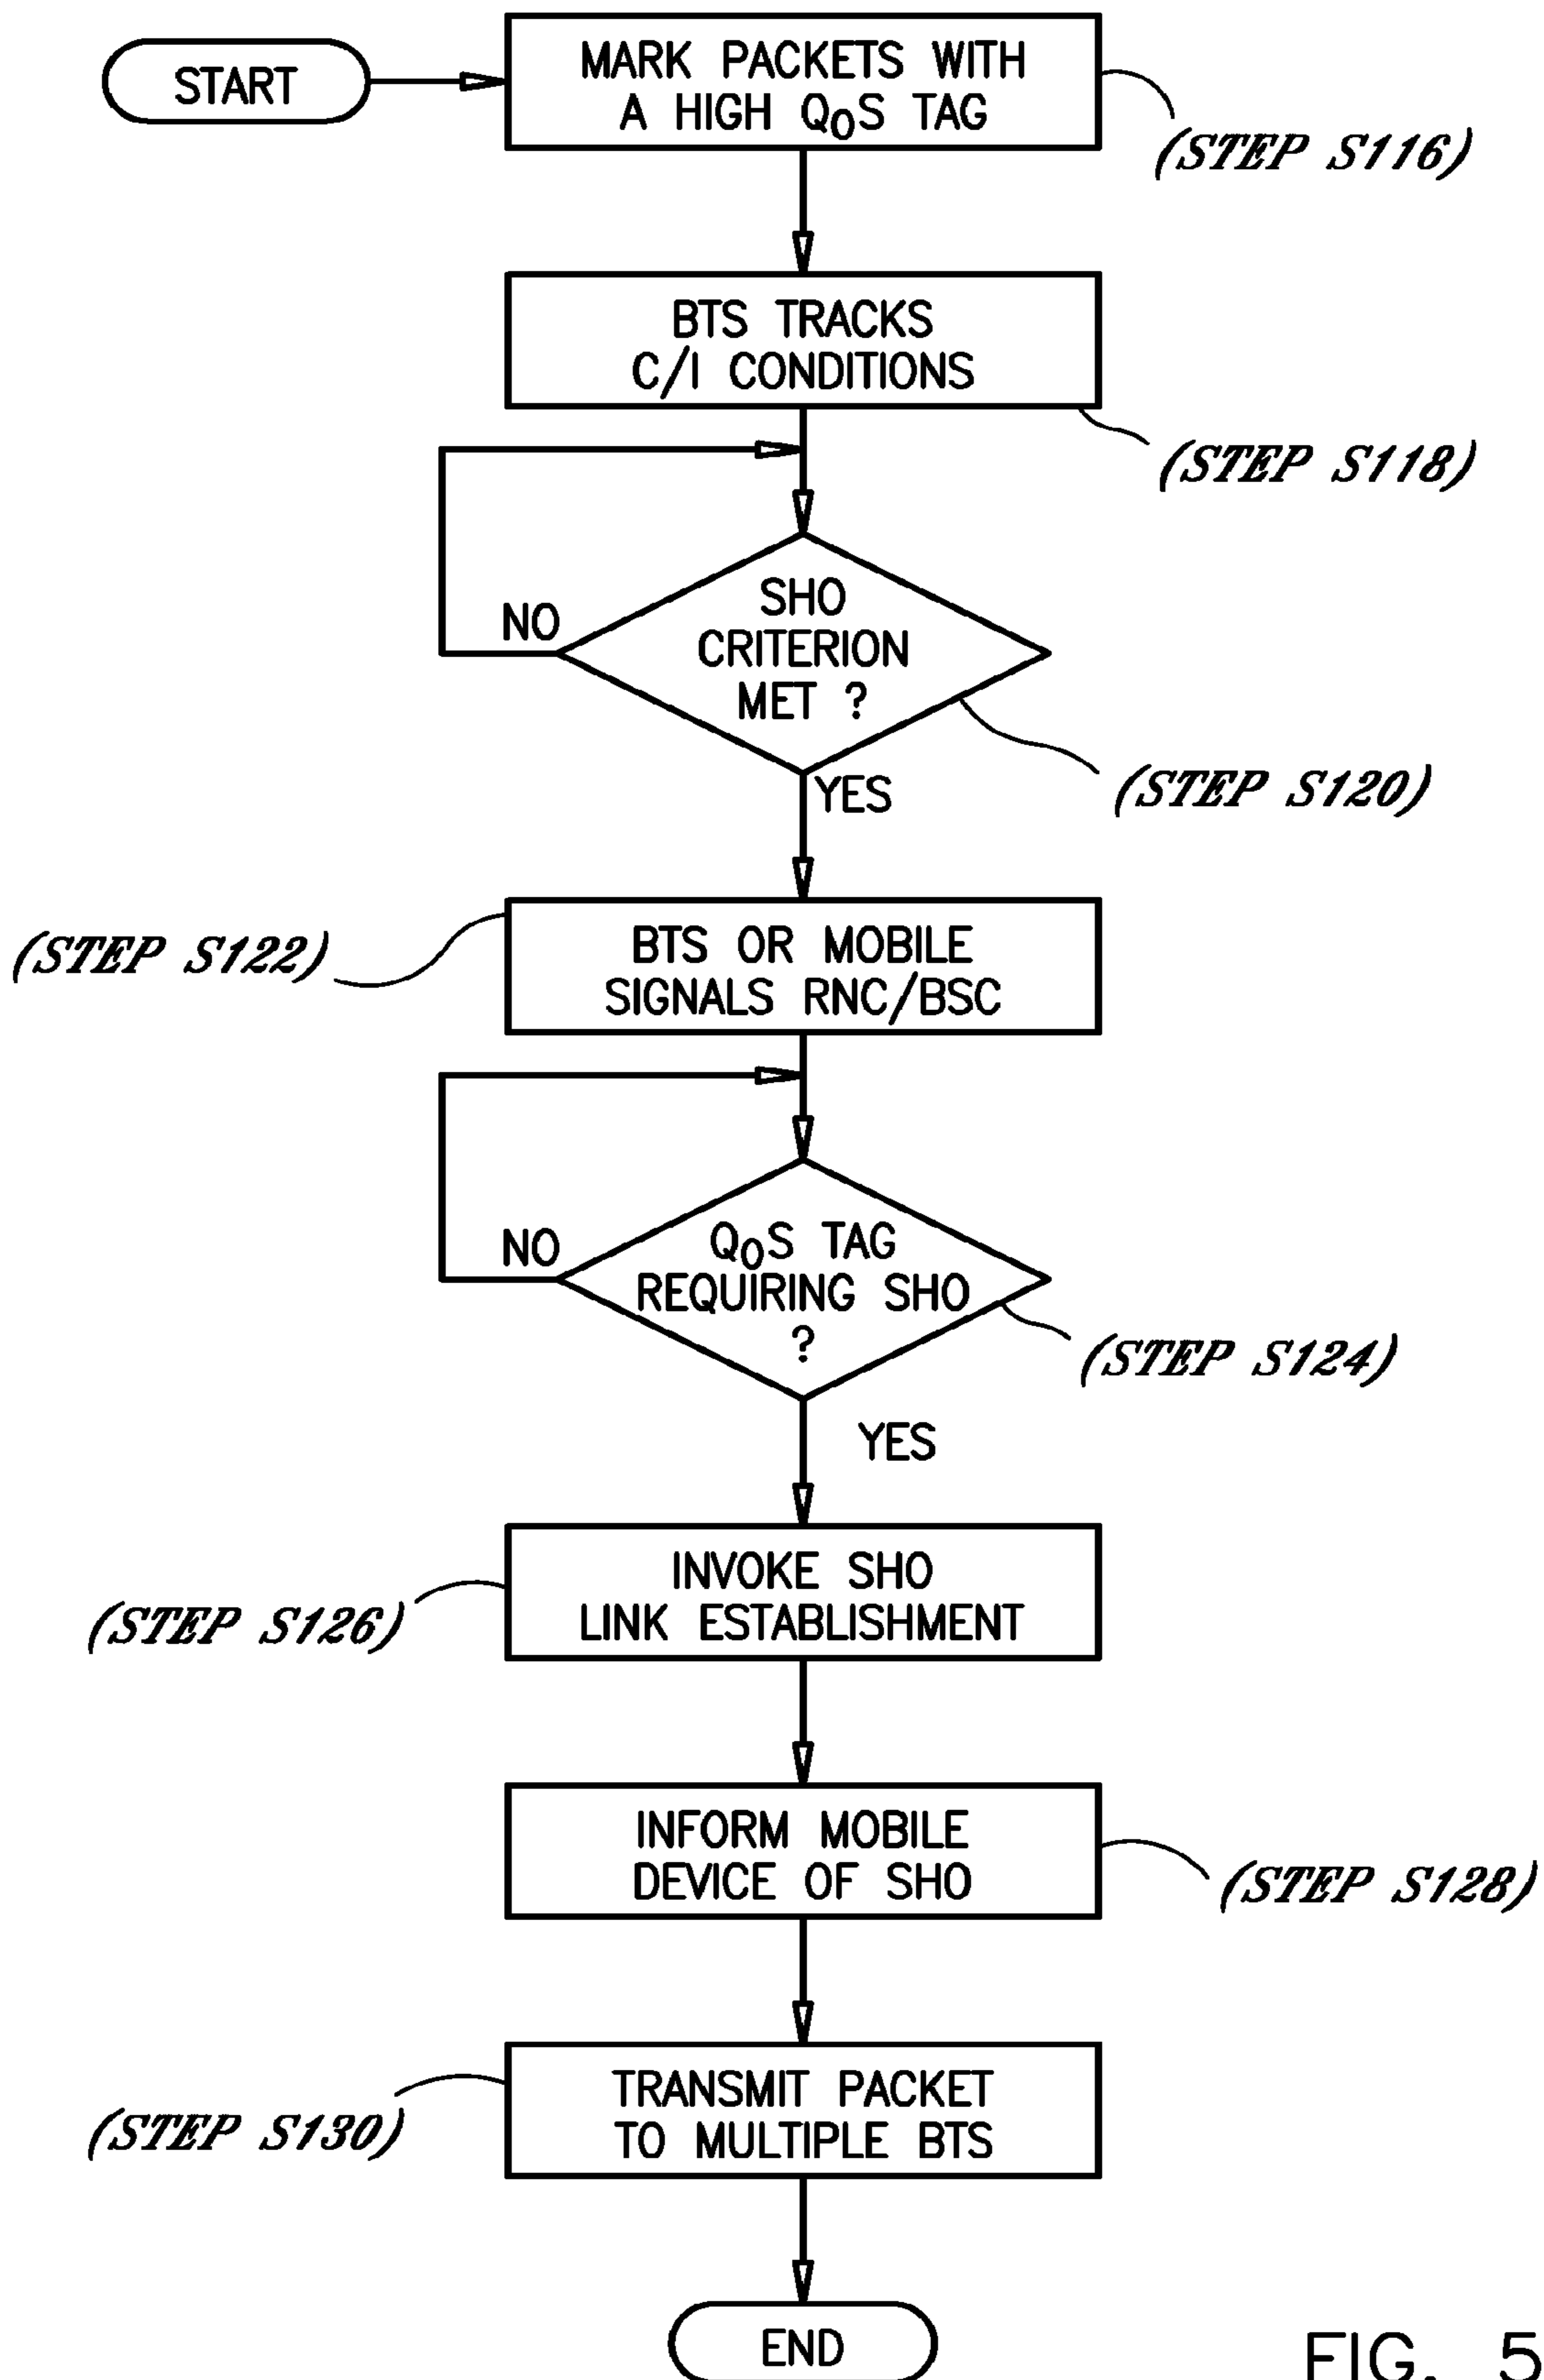 START
MARK PACKETS WITH
A HIGH QoS TAG
(STEP S116)
BTS TRACKS
C/I CONDITIONS
(STEP S118)
SHO
CRITERION
MET ?
NO
YES
(STEP S120)
(STEP S122)
BTS OR MOBILE
SIGNALS RNC/BSC
QoS TAG
REQUIRING SHO
?
NO
(STEP S124)
YES
INVOKE SHO
LINK ESTABLISHMENT
(STEP S126)
INFORM MOBILE
DEVICE OF SHO
(STEP S128)
TRANSMIT PACKET
TO MULTIPLE BTS
(STEP S130)
END
FIG. 5